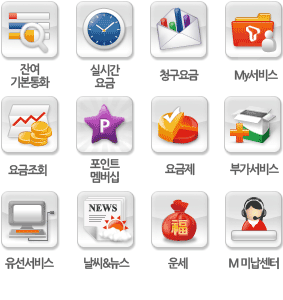 잔여
기본통화
실시간
요금
청구요금
My서비스
요금조회
P
포인트
멤버십
요금제
부가서비스
유선서비스
NEWS
날씨&뉴스
福
운세
M 미납센터